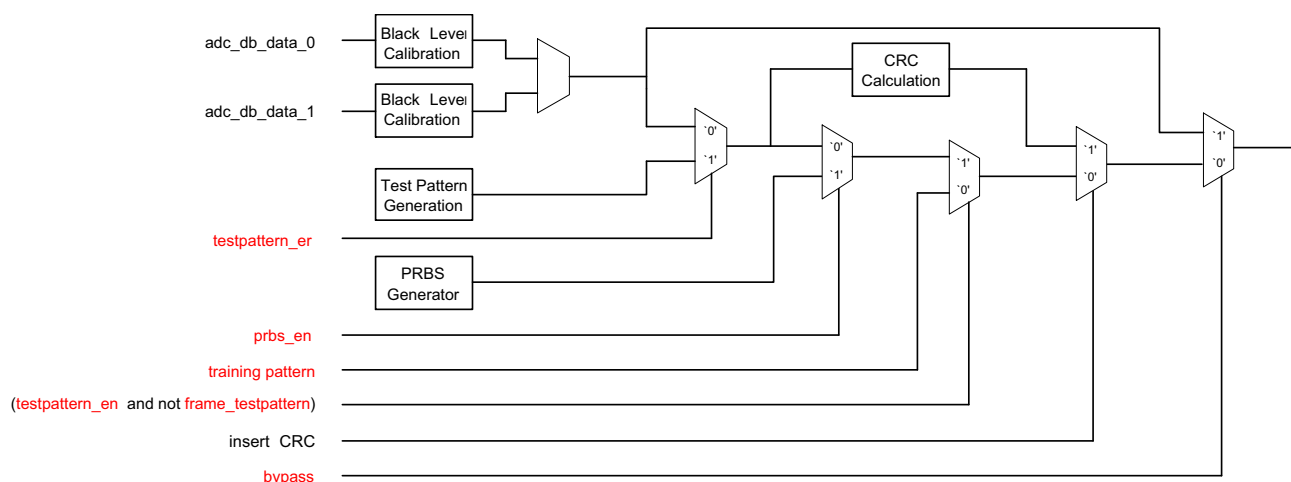 adc_db_data_0
Black Level
Calibration
adc_db_data_1
Black Level
Calibration
CRC
Calculation
`0'
`1'
`0'
`1'
`1'
`0'
`1'
`0'
`1'
`0'
Test Pattern
Generation
testpattern_er
PRBS
Generator
prbs_en
training pattern
(testpattern_en and not frame_testpattern)
insert CRC
bypass